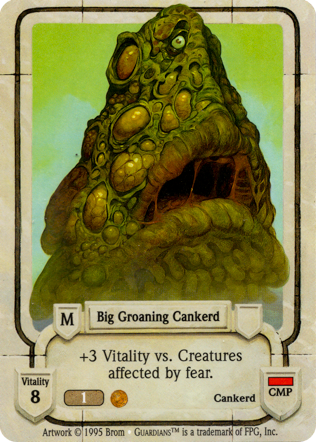 M
Big Groaning Cankerd
+3 Vitality vs. Creatures
affected by fear.
Vitality
8
1
Cankerd
CMP
Artwork © 1995 Brom • GUARDIANS™ is a trademark of FPG, Inc.